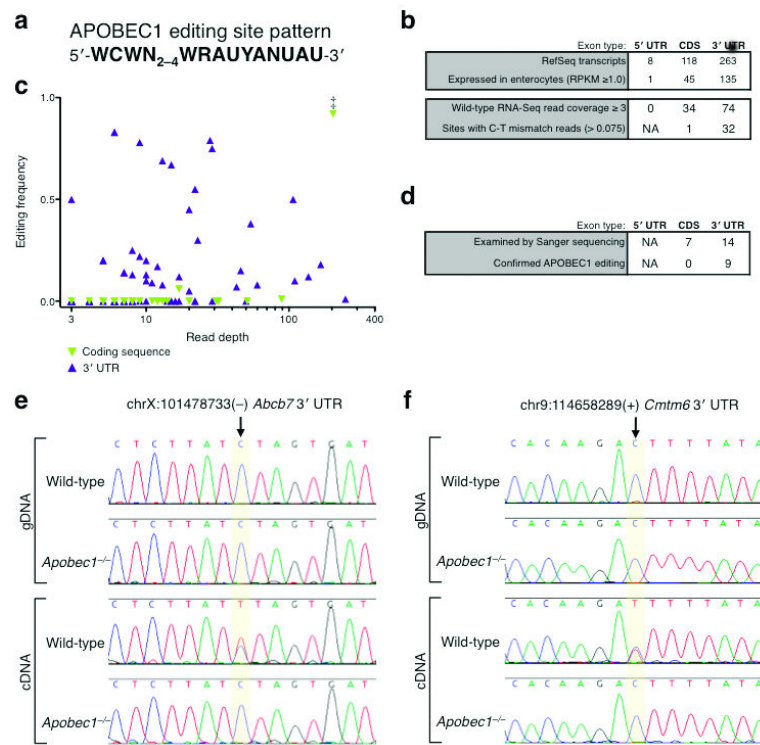 a
APOBEC1 editing site pattern
5′-WCWN2–4WRAUYANUAU-3′
b
Exon type: 5′ UTR CDS 3′ UTR
RefSeq transcripts 8 118 263
Expressed in enterocytes (RPKM ≥1.0) 1 45 135
Wild-type RNA-Seq read coverage ≥ 3 0 34 74
Sites with C-T mismatch reads (> 0.075) NA 1 32
c
1.0
0.5
0.0
Editing frequency
‡
3 10 100 400
Read depth
Coding sequence
3′ UTR
d
Exon type: 5′ UTR CDS 3′ UTR
Examined by Sanger sequencing NA 7 14
Confirmed APOBEC1 editing NA 0 9
e
chrX:101478733(–) Abcb7 3′ UTR
gDNA
C T C T T A T C T A G T G A T
Wild-type
C T C T T A T C T A G T G A T
Apobec1–/–
cDNA
C T C T T A T T T A G T G A T
Wild-type
C T C T T A T C T A G T G A T
Apobec1–/–
f
chr9:114658289(+) Cmtm6 3′ UTR
gDNA
C A C A A G A C T T T T A T A
Wild-type
C A C A A G A C T T T T A T A
Apobec1–/–
cDNA
C A C A A G A T T T T T A T A
Wild-type
C A C A A G A C T T T T A T A
Apobec1–/–